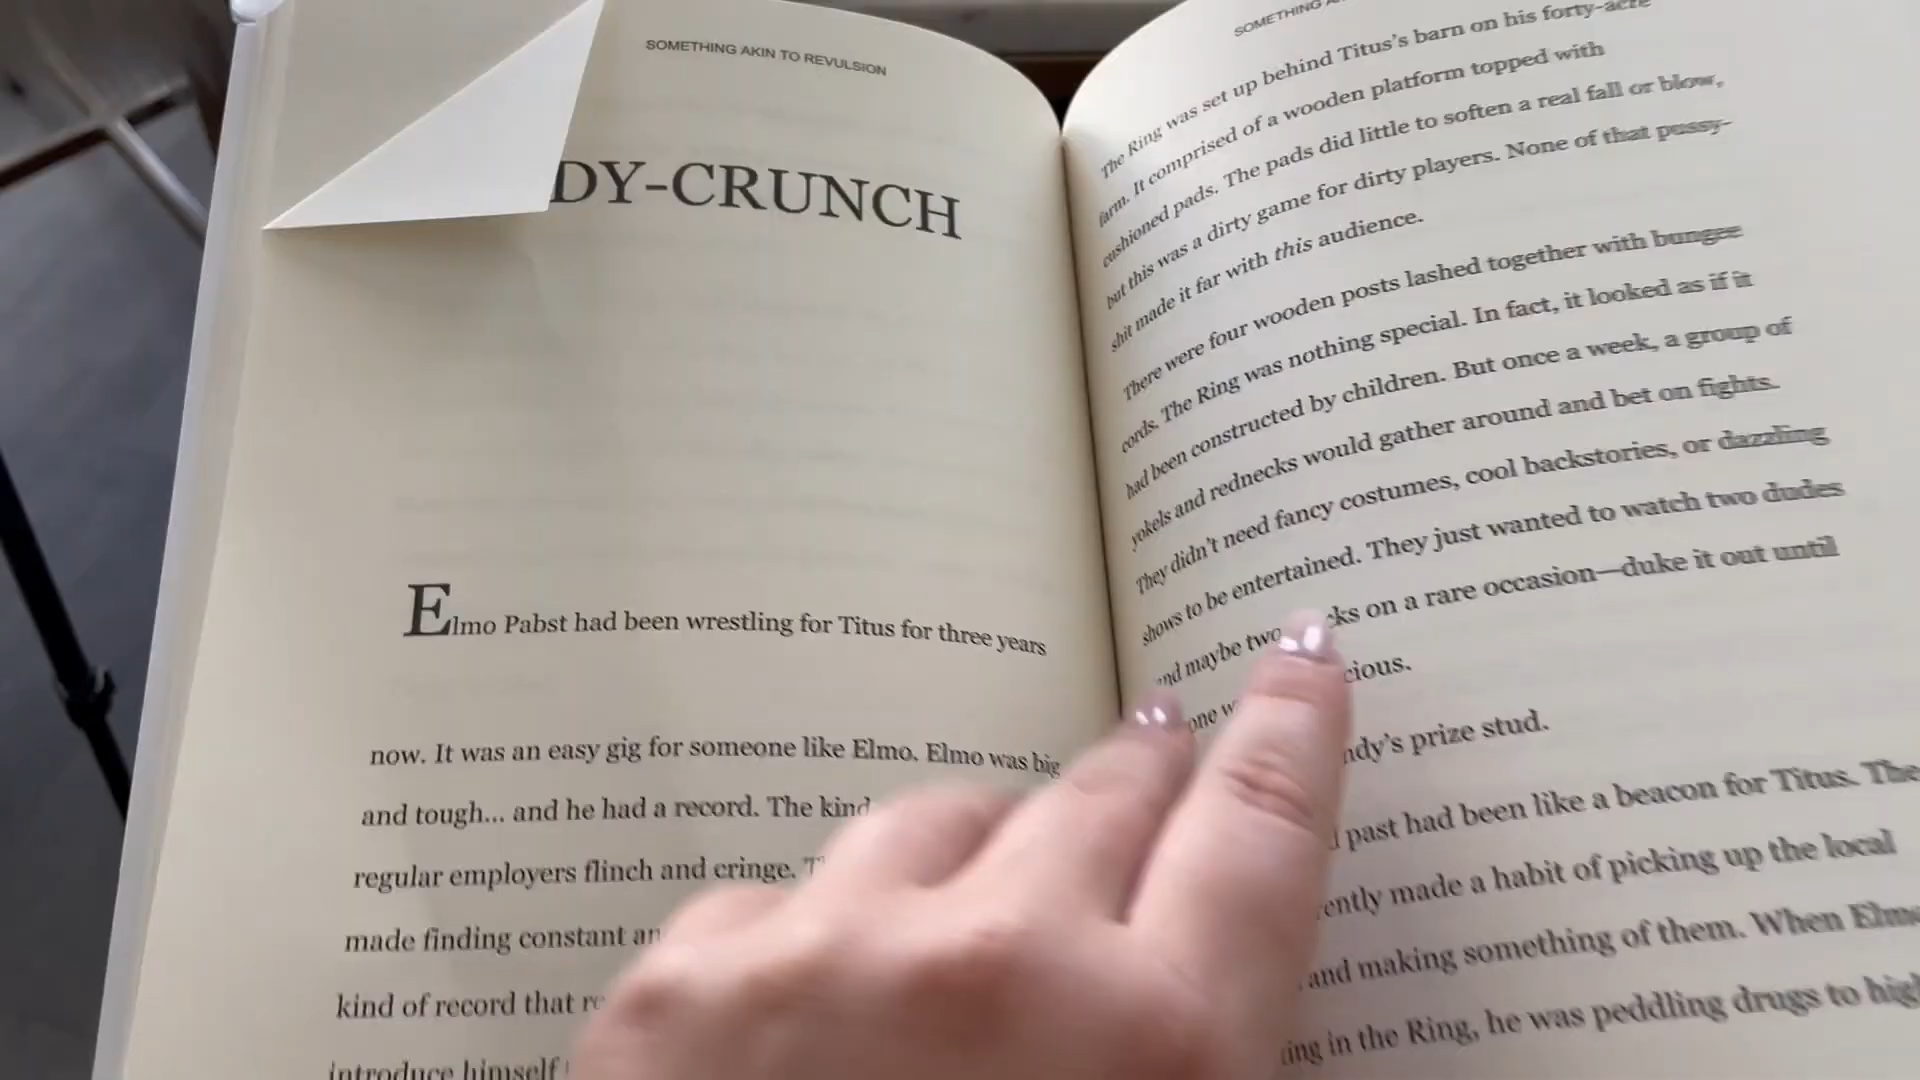 SOMETHING AKIN TO REVULSION
DY-CRUNCH
Elmo Pabst had been wrestling for Titus for three years
now. It was an easy gig for someone like Elmo. Elmo was big
and tough... and he had a record. The kind
regular employers flinch and cringe.
made finding constant
kind of record that
introduce himself
SOMETHING
The Ring was set up behind Titus's barn on his forty-acre
farm. It comprised of a wooden platform topped with
cushioned pads. The pads did little to soften a real fall or blow,
but this was a dirty game for dirty players. None of that pussy-
shit made it far with this audience.
There were four wooden posts lashed together with bungee
cords. The Ring was nothing special. In fact, it looked as if it
had been constructed by children. But once a week, a group of
yokels and rednecks would gather around and bet on fights.
They didn't need fancy costumes, cool backstories, or dazzling
shows to be entertained. They just wanted to watch two dudes
and maybe two cks on a rare occasion—duke it out until
one w cious.
ndy's prize stud.
past had been like a beacon for Titus. The
ently made a habit of picking up the local
and making something of them. When Elmo
ing in the Ring, he was peddling drugs to high